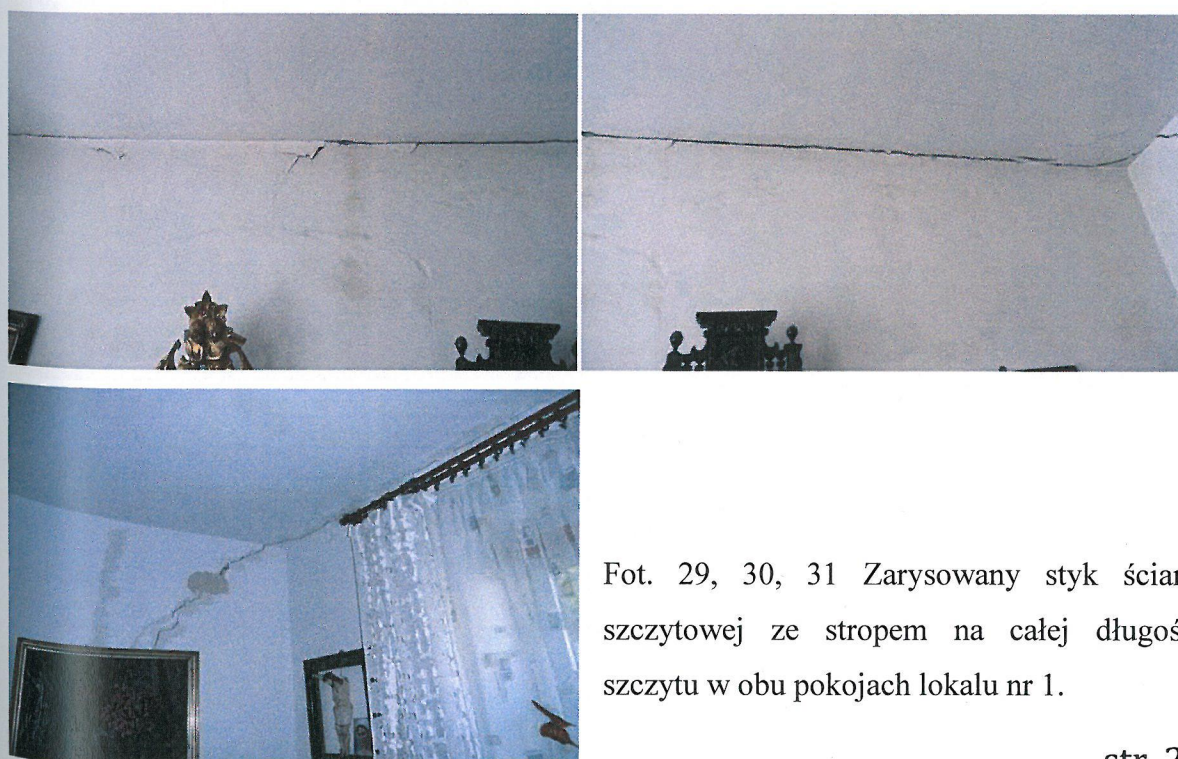 Fot. 29, 30, 31 Zarysowany styk ścian
szczytowej ze stropem na całej długoś
szczytu w obu pokojach lokalu nr 1.
str. 2